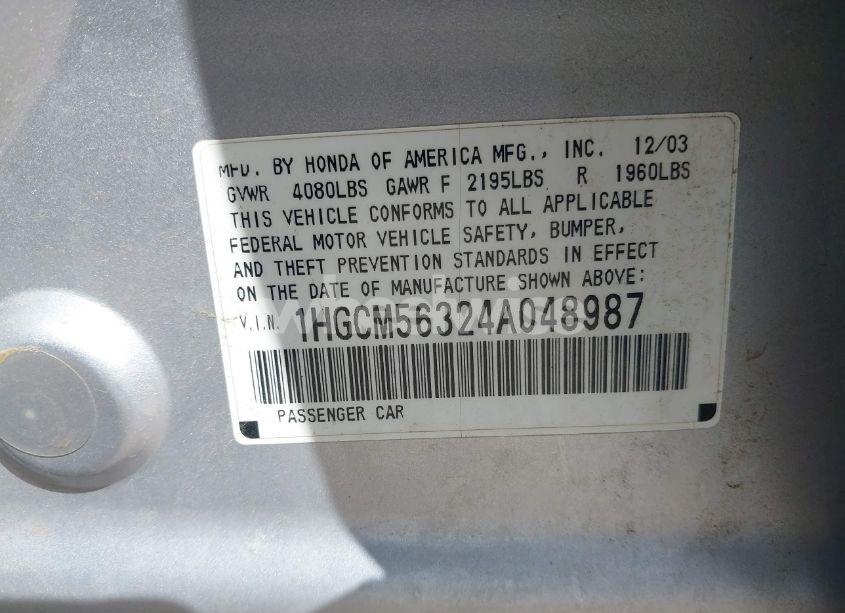 MFD. BY HONDA OF AMERICA MFG., INC. 12/03
GVWR 4080LBS GAWR F 2195LBS R 1960LBS
THIS VEHICLE CONFORMS TO ALL APPLICABLE
FEDERAL MOTOR VEHICLE SAFETY, BUMPER,
AND THEFT PREVENTION STANDARDS IN EFFECT
ON THE DATE OF MANUFACTURE SHOWN ABOVE:
V.I.N. 1HGCM56324A048987
PASSENGER CAR